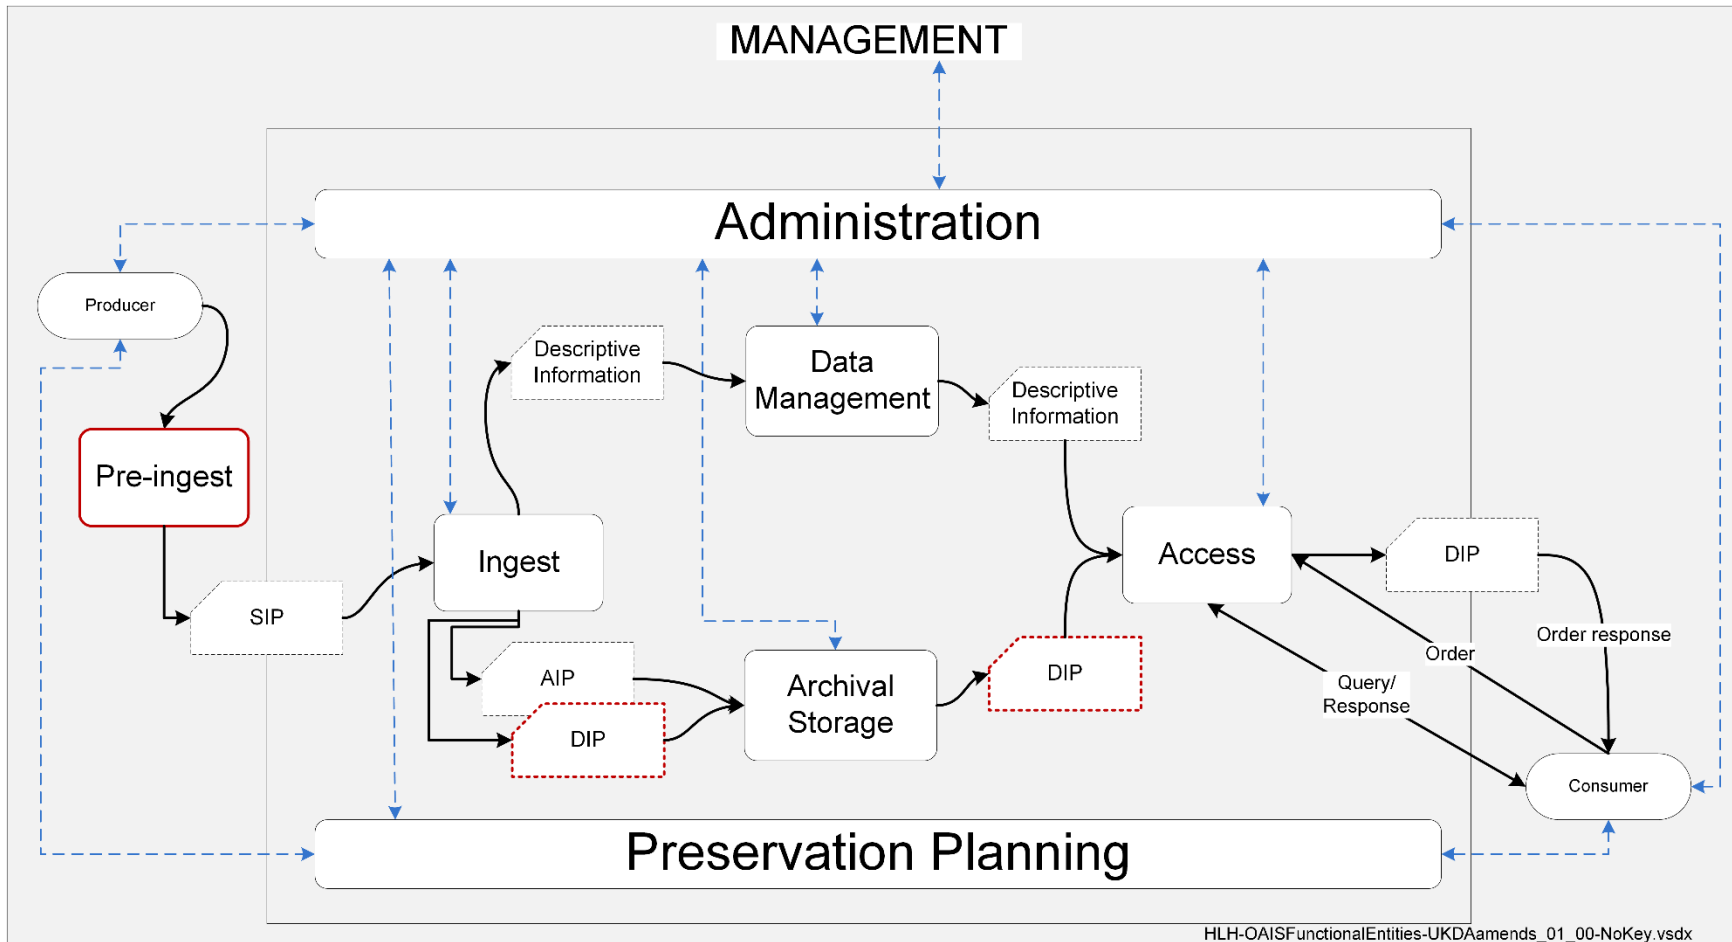 MANAGEMENT
Administration
Producer
Descriptive
Information
Data
Management
Descriptive
Information
Pre-ingest
Ingest
Access
DIP
SIP
Order response
Order
AIP
DIP
Archival
Storage
DIP
Query/
Response
Consumer
Preservation Planning
HLH-OAISFunctionalEntities-UKDAamends_01_00-NoKey.vsdx